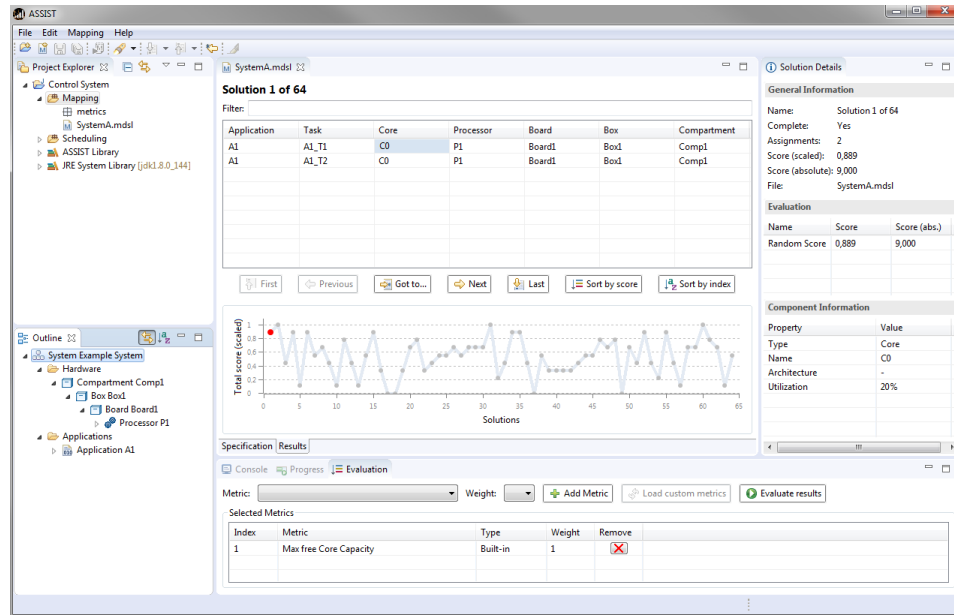 ASSIST
File Edit Mapping Help
Project Explorer
Control System
Mapping
metrics
SystemA.mdsl
Scheduling
ASSIST Library
JRE System Library [jdk1.8.0_144]
Outline
System Example System
Hardware
Compartment Comp1
Box Box1
Board Board1
Processor P1
Applications
Application A1
SystemA.mdsl
Solution 1 of 64
Filter:
Application Task Core Processor Board Box Compartment
A1 A1_T1 C0 P1 Board1 Box1 Comp1
A1 A1_T2 C0 P1 Board1 Box1 Comp1
First Previous Got to... Next Last Sort by score Sort by index
Total score (scaled)
1
0.8
0.6
0.4
0.2
0
0 5 10 15 20 25 30 35 40 45 50 55 60 65
Solutions
Specification Results
Console Progress Evaluation
Metric: Weight: Add Metric Load custom metrics Evaluate results
Selected Metrics
Index Metric Type Weight Remove
1 Max free Core Capacity Built-in 1
Solution Details
General Information
Name: Solution 1 of 64
Complete: Yes
Assignments: 2
Score (scaled): 0,889
Score (absolute): 9,000
File: SystemA.mdsl
Evaluation
Name Score Score (abs.)
Random Score 0,889 9,000
Component Information
Property Value
Type Core
Name C0
Architecture -
Utilization 20%